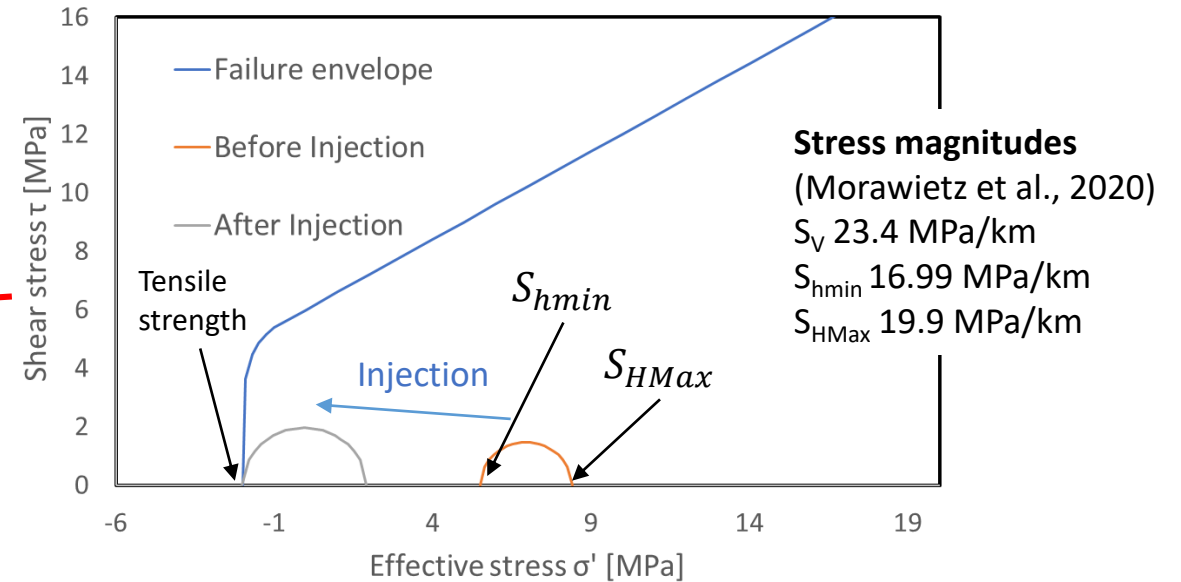 16
14
12
10
8
6
4
2
0
-6
-1
4
9
14
19
Shear stress τ [MPa]
Effective stress σ' [MPa]
Failure envelope
Before Injection
After Injection
Tensile
strength
Injection
S_hmin
S_HMax
Stress magnitudes
(Morawietz et al., 2020)
S_V 23.4 MPa/km
S_hmin 16.99 MPa/km
S_HMax 19.9 MPa/km